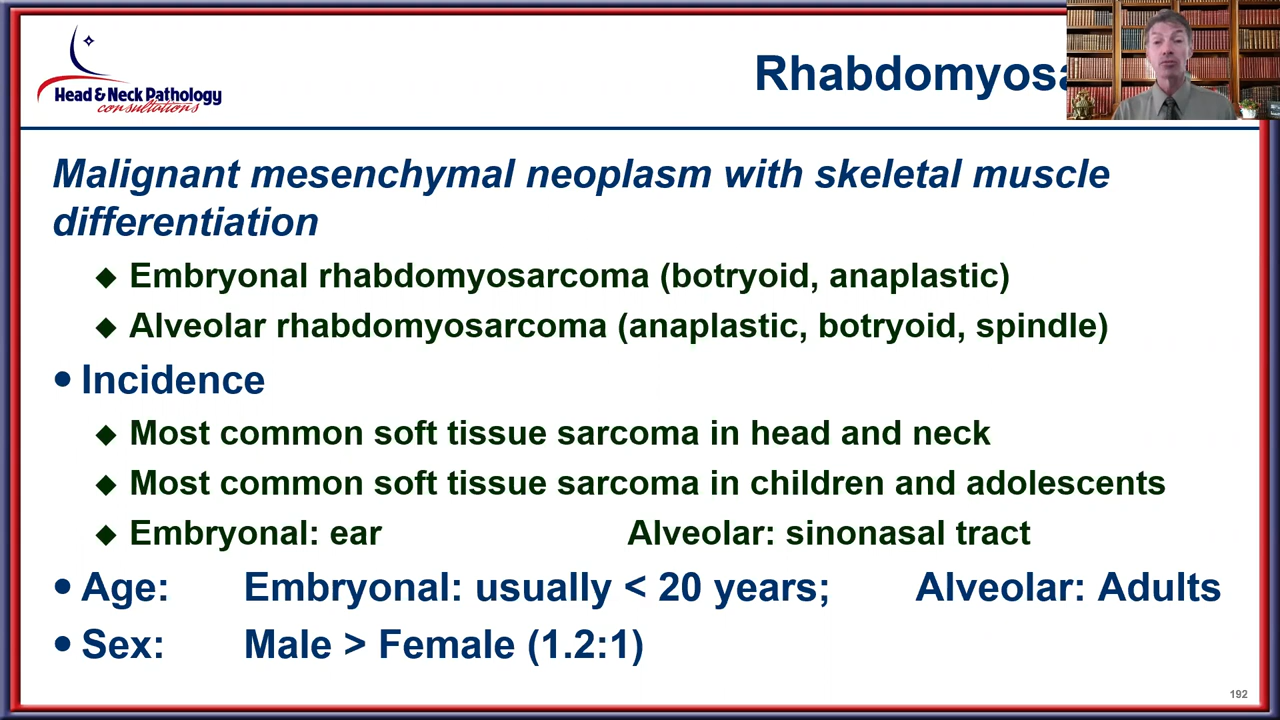 Head & Neck Pathology
consultations
Rhabdomyosa
Malignant mesenchymal neoplasm with skeletal muscle
differentiation
◆ Embryonal rhabdomyosarcoma (botryoid, anaplastic)
◆ Alveolar rhabdomyosarcoma (anaplastic, botryoid, spindle)
• Incidence
◆ Most common soft tissue sarcoma in head and neck
◆ Most common soft tissue sarcoma in children and adolescents
◆ Embryonal: ear Alveolar: sinonasal tract
• Age: Embryonal: usually < 20 years; Alveolar: Adults
• Sex: Male > Female (1.2:1)
192